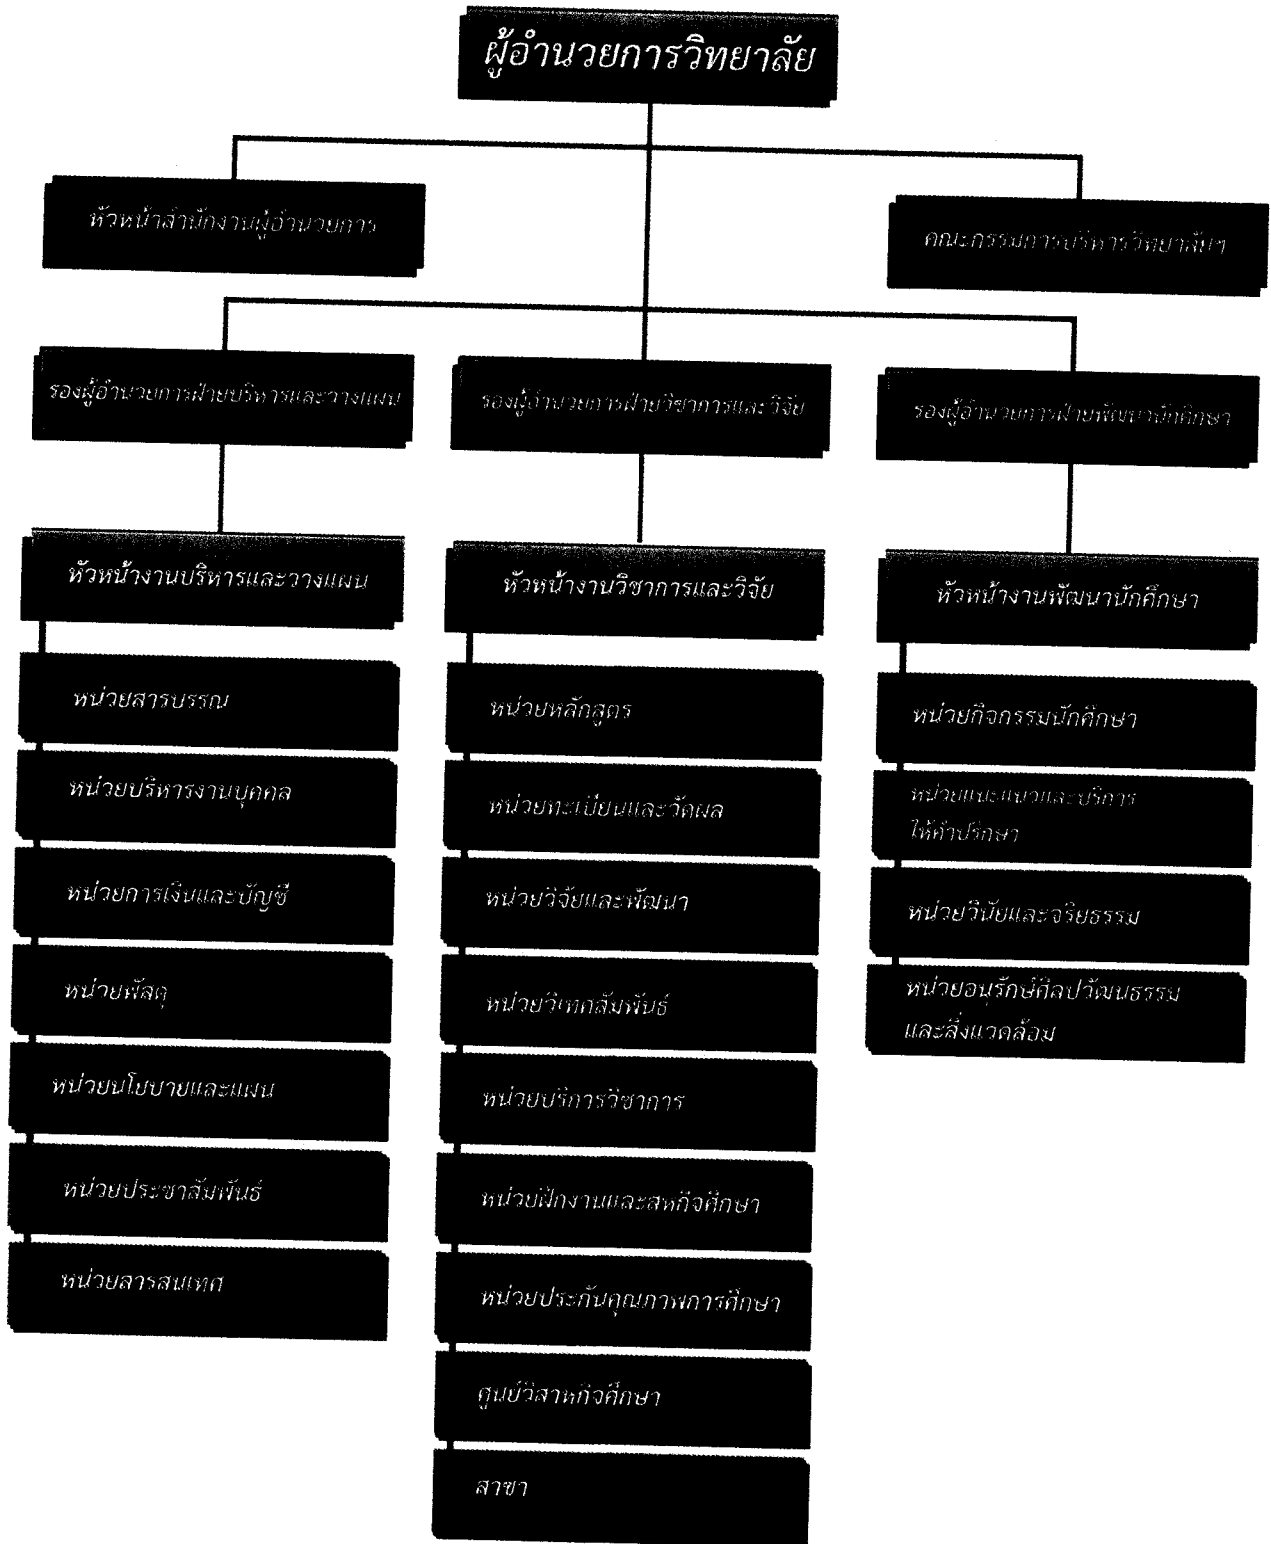 ผู้อำนวยการวิทยาลัย
หัวหน้าสำนักงานผู้อำนวยการ
คณะกรรมการบริหารวิทยาลัยฯ
รองผู้อำนวยการฝ่ายบริหารและวางแผน
รองผู้อำนวยการฝ่ายวิชาการและวิจัย
รองผู้อำนวยการฝ่ายพัฒนานักศึกษา
หัวหน้างานบริหารและวางแผน
หน่วยสารบรรณ
หน่วยบริหารงานบุคคล
หน่วยการเงินและบัญชี
หน่วยพัสดุ
หน่วยนโยบายและแผน
หน่วยประชาสัมพันธ์
หน่วยสารสนเทศ
หัวหน้างานวิชาการและวิจัย
หน่วยหลักสูตร
หน่วยทะเบียนและวัดผล
หน่วยวิจัยและพัฒนา
หน่วยวิเทศสัมพันธ์
หน่วยบริการวิชาการ
หน่วยฝึกงานและสหกิจศึกษา
หน่วยประกันคุณภาพการศึกษา
ศูนย์วิสาหกิจศึกษา
สาขา
หัวหน้างานพัฒนานักศึกษา
หน่วยกิจกรรมนักศึกษา
หน่วยแนะแนวและบริการ
ให้คำปรึกษา
หน่วยวินัยและจริยธรรม
หน่วยอนุรักษ์ศิลปวัฒนธรรม
และสิ่งแวดล้อม